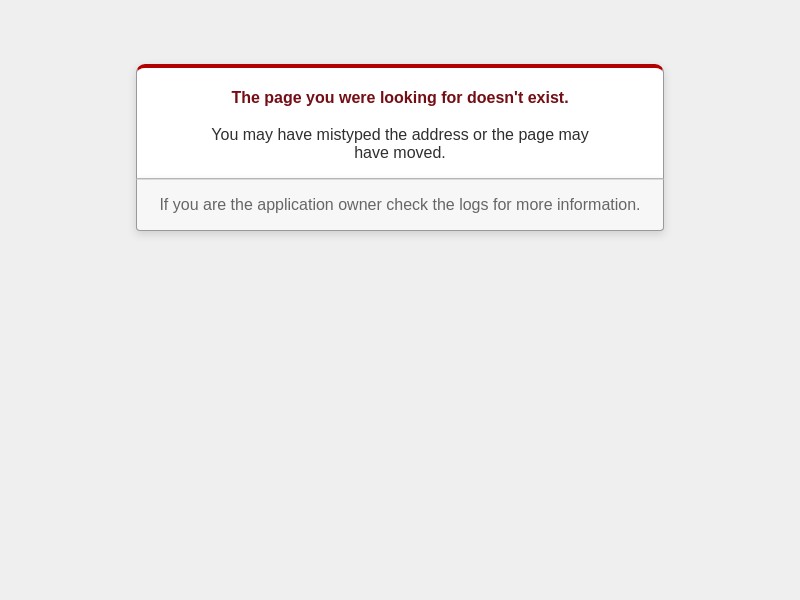 The page you were looking for doesn't exist.
You may have mistyped the address or the page may
have moved.
If you are the application owner check the logs for more information.